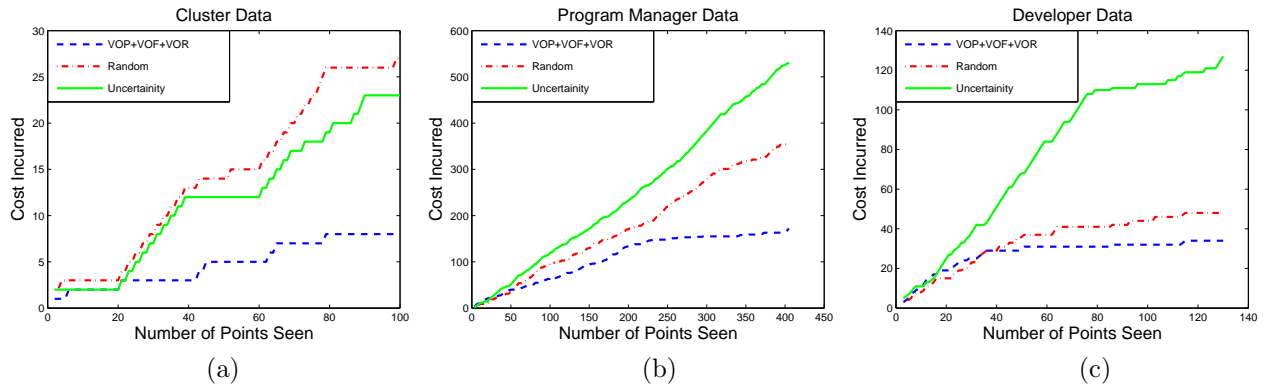 Cluster Data
30
25
20
15
10
5
0
0
20
40
60
80
100
Cost Incurred
Number of Points Seen
VOP+VOF+VOR
Random
Uncertainity
(a)
Program Manager Data
600
500
400
300
200
100
0
0
50
100
150
200
250
300
350
400
450
Cost Incurred
Number of Points Seen
VOP+VOF+VOR
Random
Uncertainity
(b)
Developer Data
140
120
100
80
60
40
20
0
0
20
40
60
80
100
120
140
Cost Incurred
Number of Points Seen
VOP+VOF+VOR
Random
Uncertainity
(c)